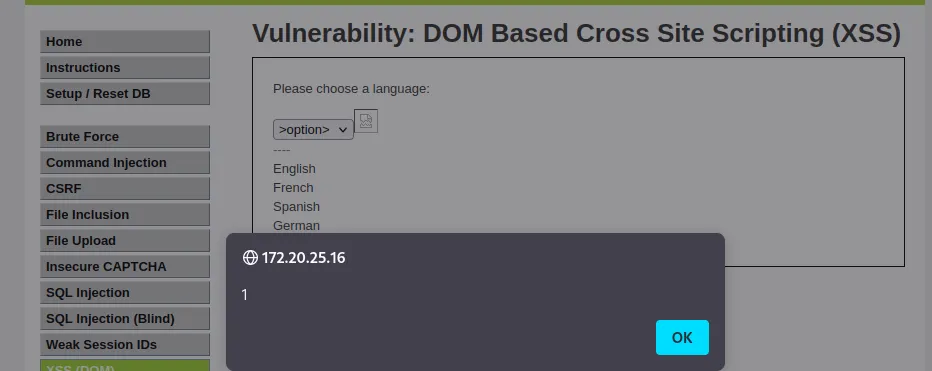 Home
Instructions
Setup / Reset DB
Brute Force
Command Injection
CSRF
File Inclusion
File Upload
Insecure CAPTCHA
SQL Injection
SQL Injection (Blind)
Weak Session IDs
XSS (DOM)
Vulnerability: DOM Based Cross Site Scripting (XSS)
Please choose a language:
>option>
----
English
French
Spanish
German
172.20.25.16
1
OK